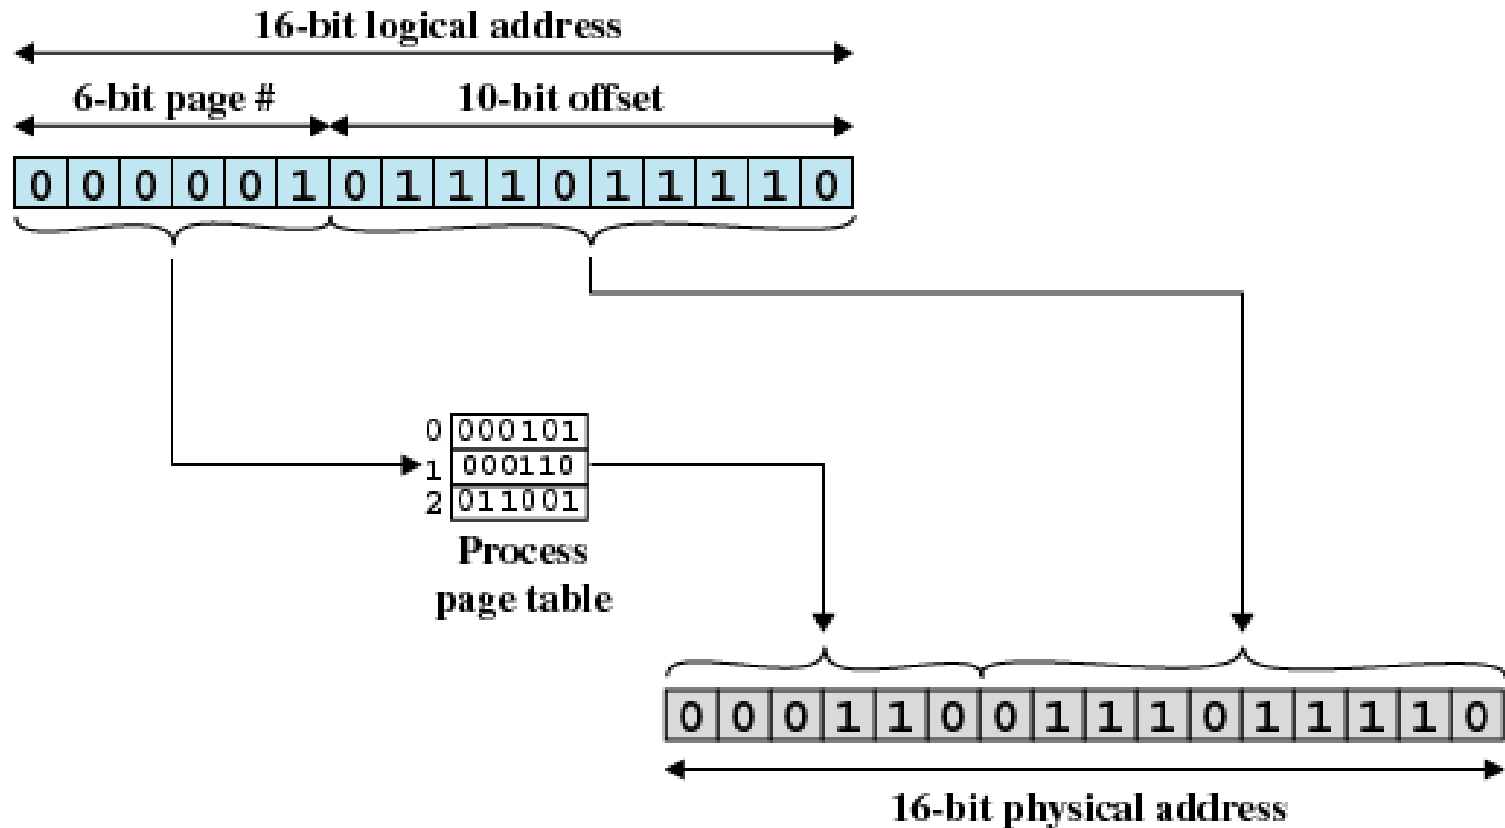 16-bit logical address
6-bit page # 10-bit offset
0 0 0 0 0 1 0 1 1 1 0 1 1 1 1 0
0 000101
1 000110
2 011001
Process
page table
0 0 0 1 1 0 0 1 1 1 0 1 1 1 1 0
16-bit physical address